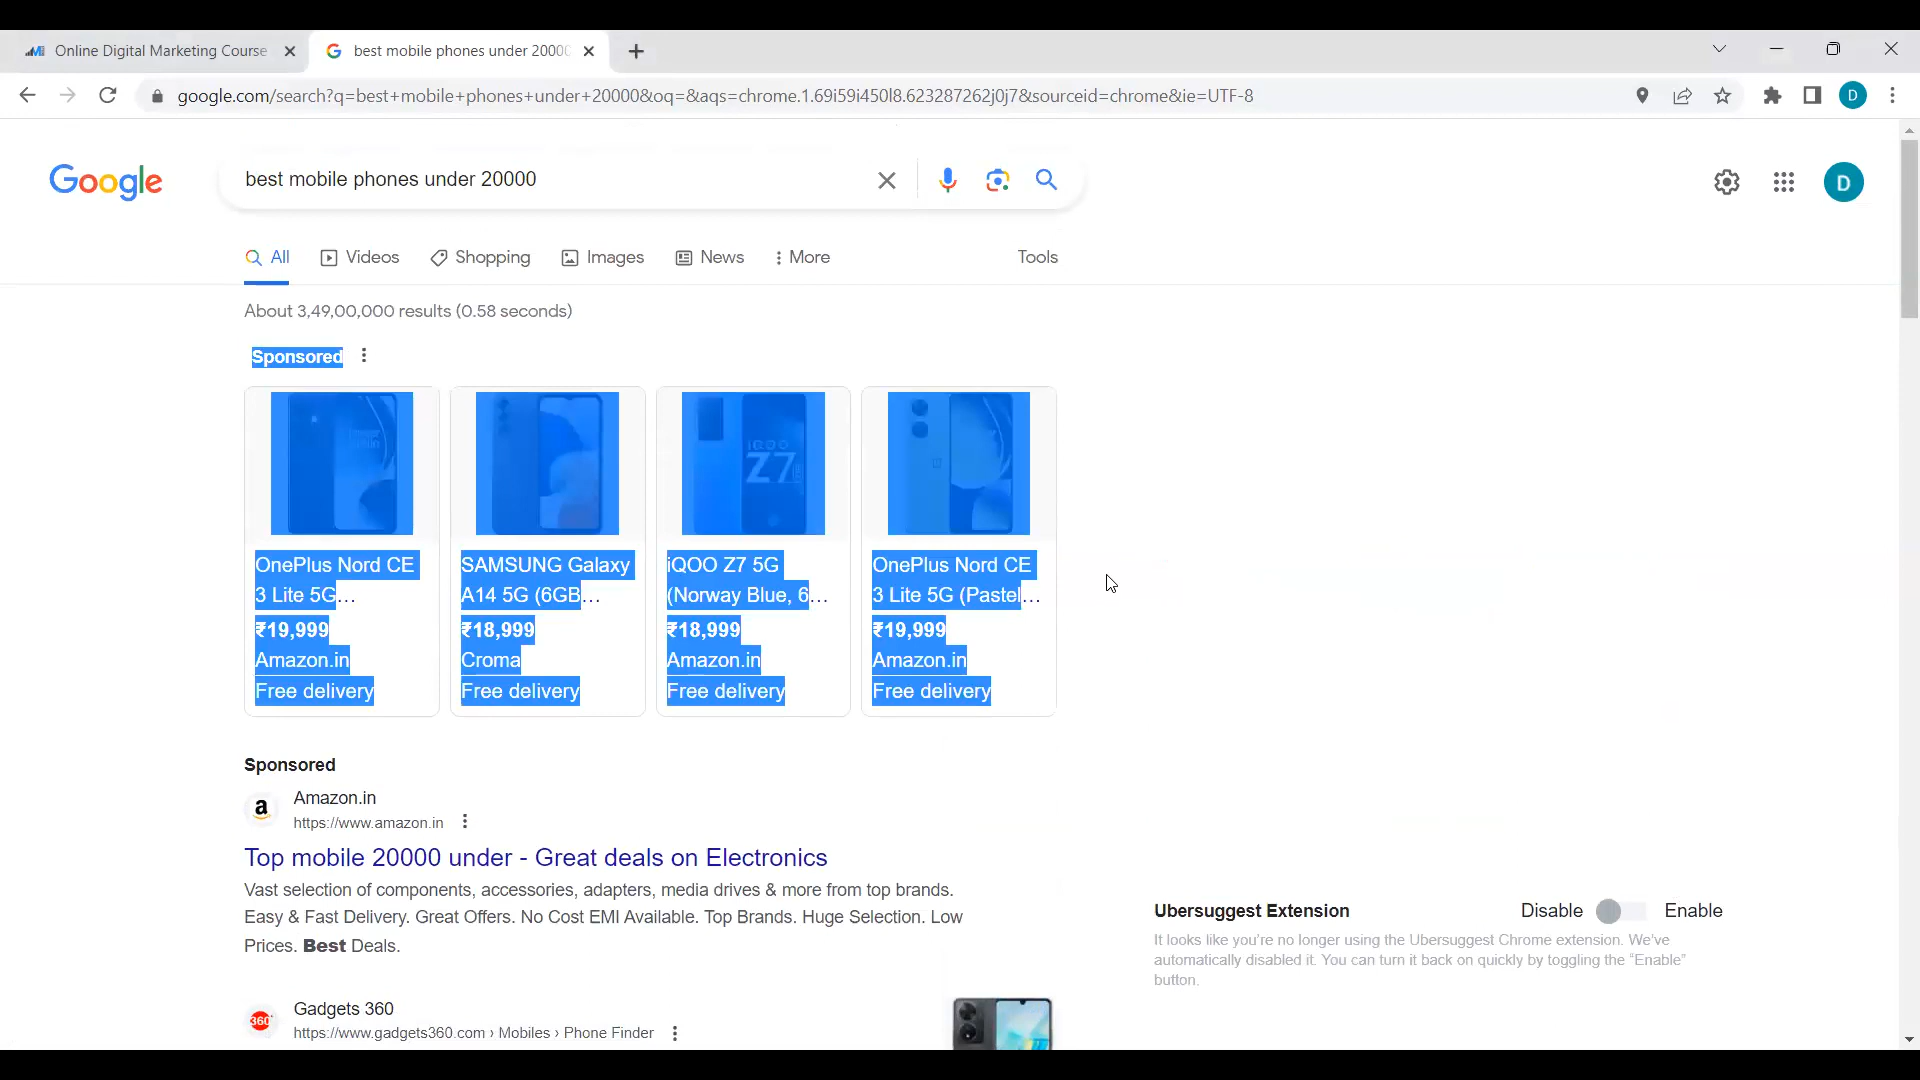 Online Digital Marketing Course
best mobile phones under 20000
google.com/search?q=best+mobile+phones+under+20000&oq=&aqs=chrome.1.69i59i450l8.623287262j0j7&sourceid=chrome&ie=UTF-8
D
Google
best mobile phones under 20000
D
All Videos Shopping Images News More Tools
About 3,49,00,000 results (0.58 seconds)
Sponsored
iQOO
Z7
OnePlus Nord CE
3 Lite 5G...
₹19,999
Amazon.in
Free delivery
SAMSUNG Galaxy
A14 5G (6GB...
₹18,999
Croma
Free delivery
iQOO Z7 5G
(Norway Blue, 6...
₹18,999
Amazon.in
Free delivery
OnePlus Nord CE
3 Lite 5G (Pastel...
₹19,999
Amazon.in
Free delivery
Sponsored
a
Amazon.in
https://www.amazon.in
Top mobile 20000 under - Great deals on Electronics
Vast selection of components, accessories, adapters, media drives & more from top brands.
Easy & Fast Delivery. Great Offers. No Cost EMI Available. Top Brands. Huge Selection. Low
Prices. Best Deals.
360
Gadgets 360
https://www.gadgets360.com › Mobiles › Phone Finder
Ubersuggest Extension
Disable Enable
It looks like you're no longer using the Ubersuggest Chrome extension. We've
automatically disabled it. You can turn it back on quickly by toggling the "Enable"
button.